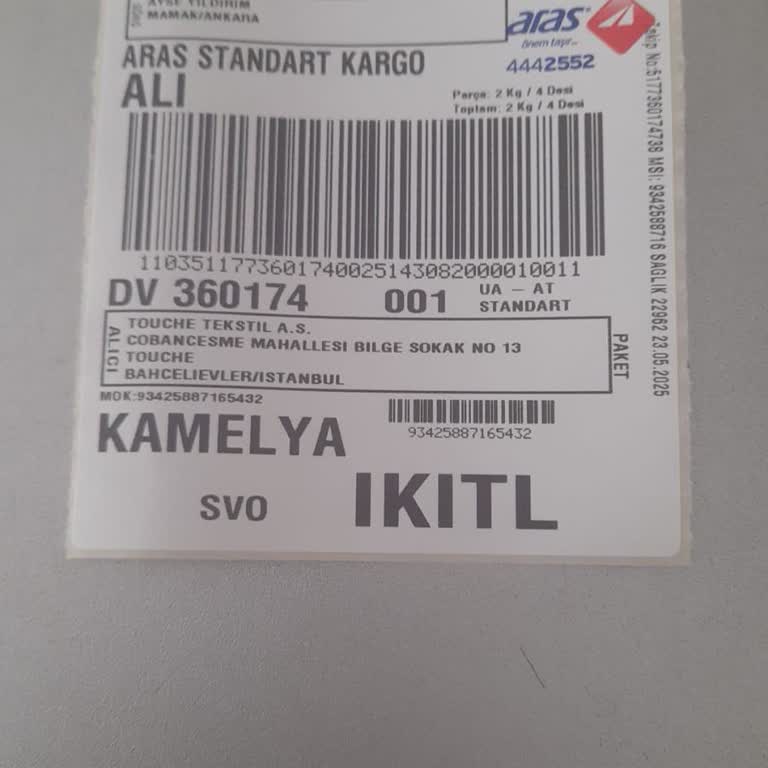 AYSE YILDIRIM
MAMAK/ANKARA
aras
önem taşır...
4442552
ARAS STANDART KARGO
ALI
Parça: 2 Kg / 4 Desi
Toplam: 2 Kg / 4 Desi
1103511773601740025143082000010011
DV 360174
001
UA - AT
STANDART
ALICI
TOUCHE TEKSTIL A.S.
COBANCESME MAHALLESI BILGE SOKAK NO 13
TOUCHE
BAHCELIEVLER/ISTANBUL
PAKET
Takip No:5177360174738 MSI: 9342588716 SAGLIK 22962 23.05.2025
MOK:93425887165432
93425887165432
KAMELYA
SVO
IKITL